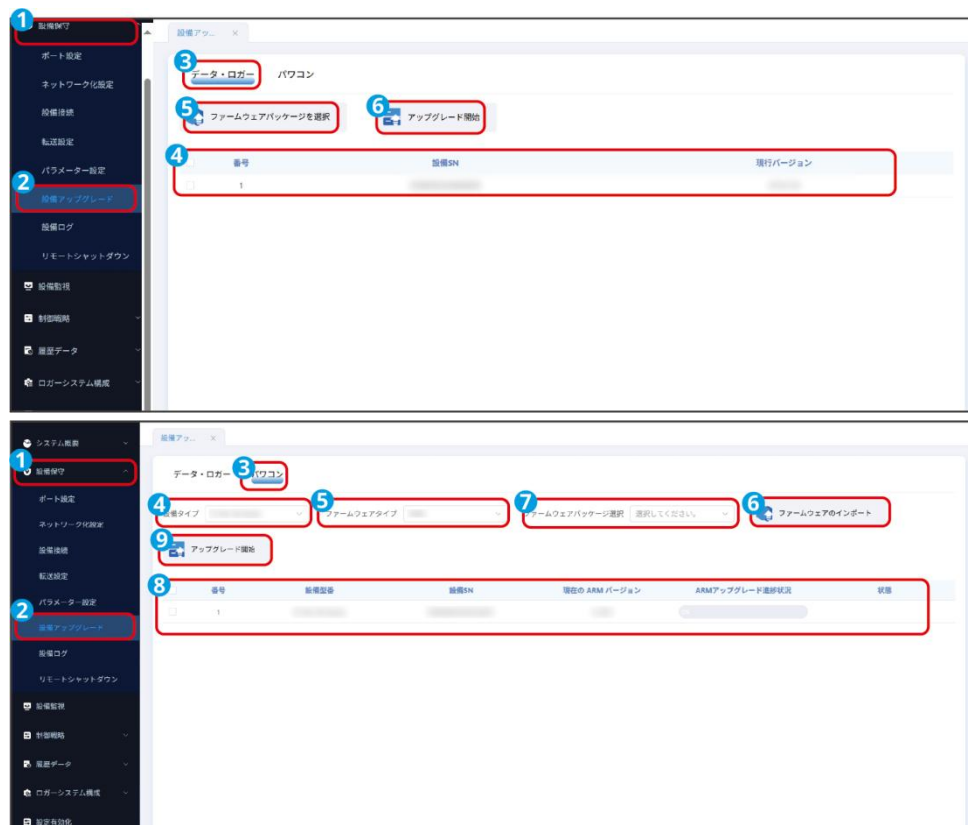 1
設備保守
設備アッ... ×
ポート設定
3
データ・ロガー パワコン
ネットワーク化設定
5 ファームウェアパッケージを選択 6 アップグレード開始
設備接続
転送設定
4 番号 設備SN 現行バージョン
パラメーター設定
1
2
設備アップグレード
設備ログ
リモートシャットダウン
設備監視
制御戦略
履歴データ
ロガーシステム構成
システム概観
設備アッ... ×
1
設備保守
データ・ロガー 3 パワコン
ポート設定
4 設備タイプ 5 ファームウェアタイプ 7 ファームウェアパッケージ選択 選択してください。 6 ファームウェアのインポート
ネットワーク化設定
設備接続
9 アップグレード開始
転送設定
8 番号 設備型番 設備SN 現在の ARM バージョン ARMアップグレード進捗状況 状態
パラメータ-設定
1
2
設備アップグレード
設備ログ
リモートシャットダウン
設備監視
制御戦略
履歴データ
ロガーシステム構成
設定有効化